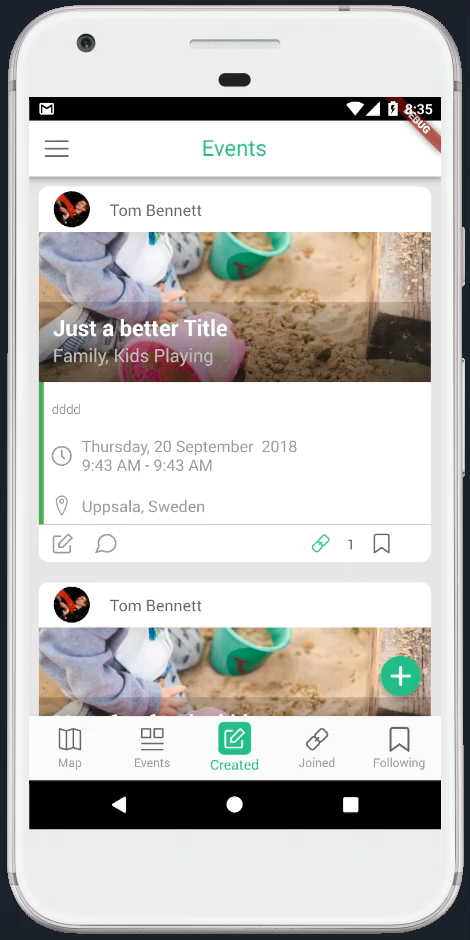 8:35
DEBUG
Events
Tom Bennett
Just a better Title
Family, Kids Playing
dddd
Thursday, 20 September 2018
9:43 AM - 9:43 AM
Uppsala, Sweden
1
Tom Bennett
Map
Events
Created
Joined
Following